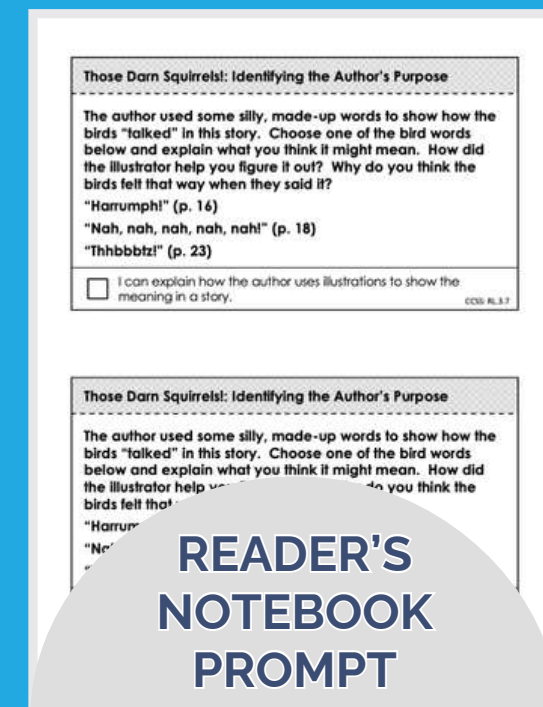 Those Darn Squirrels!: Identifying the Author's Purpose
The author used some silly, made-up words to show how the
birds "talked" in this story. Choose one of the bird words
below and explain what you think it might mean. How did
the illustrator help you figure it out? Why do you think the
birds felt that way when they said it?
"Harrumph!" (p. 16)
"Nah, nah, nah, nah, nah!" (p. 18)
"Thhbbbtz!" (p. 23)
I can explain how the author uses illustrations to show the
meaning in a story.
CCSS: RL.3.7
Those Darn Squirrels!: Identifying the Author's Purpose
The author used some silly, made-up words to show how the
birds "talked" in this story. Choose one of the bird words
below and explain what you think it might mean. How did
the illustrator help you think the
birds felt that
READER'S
NOTEBOOK
PROMPT